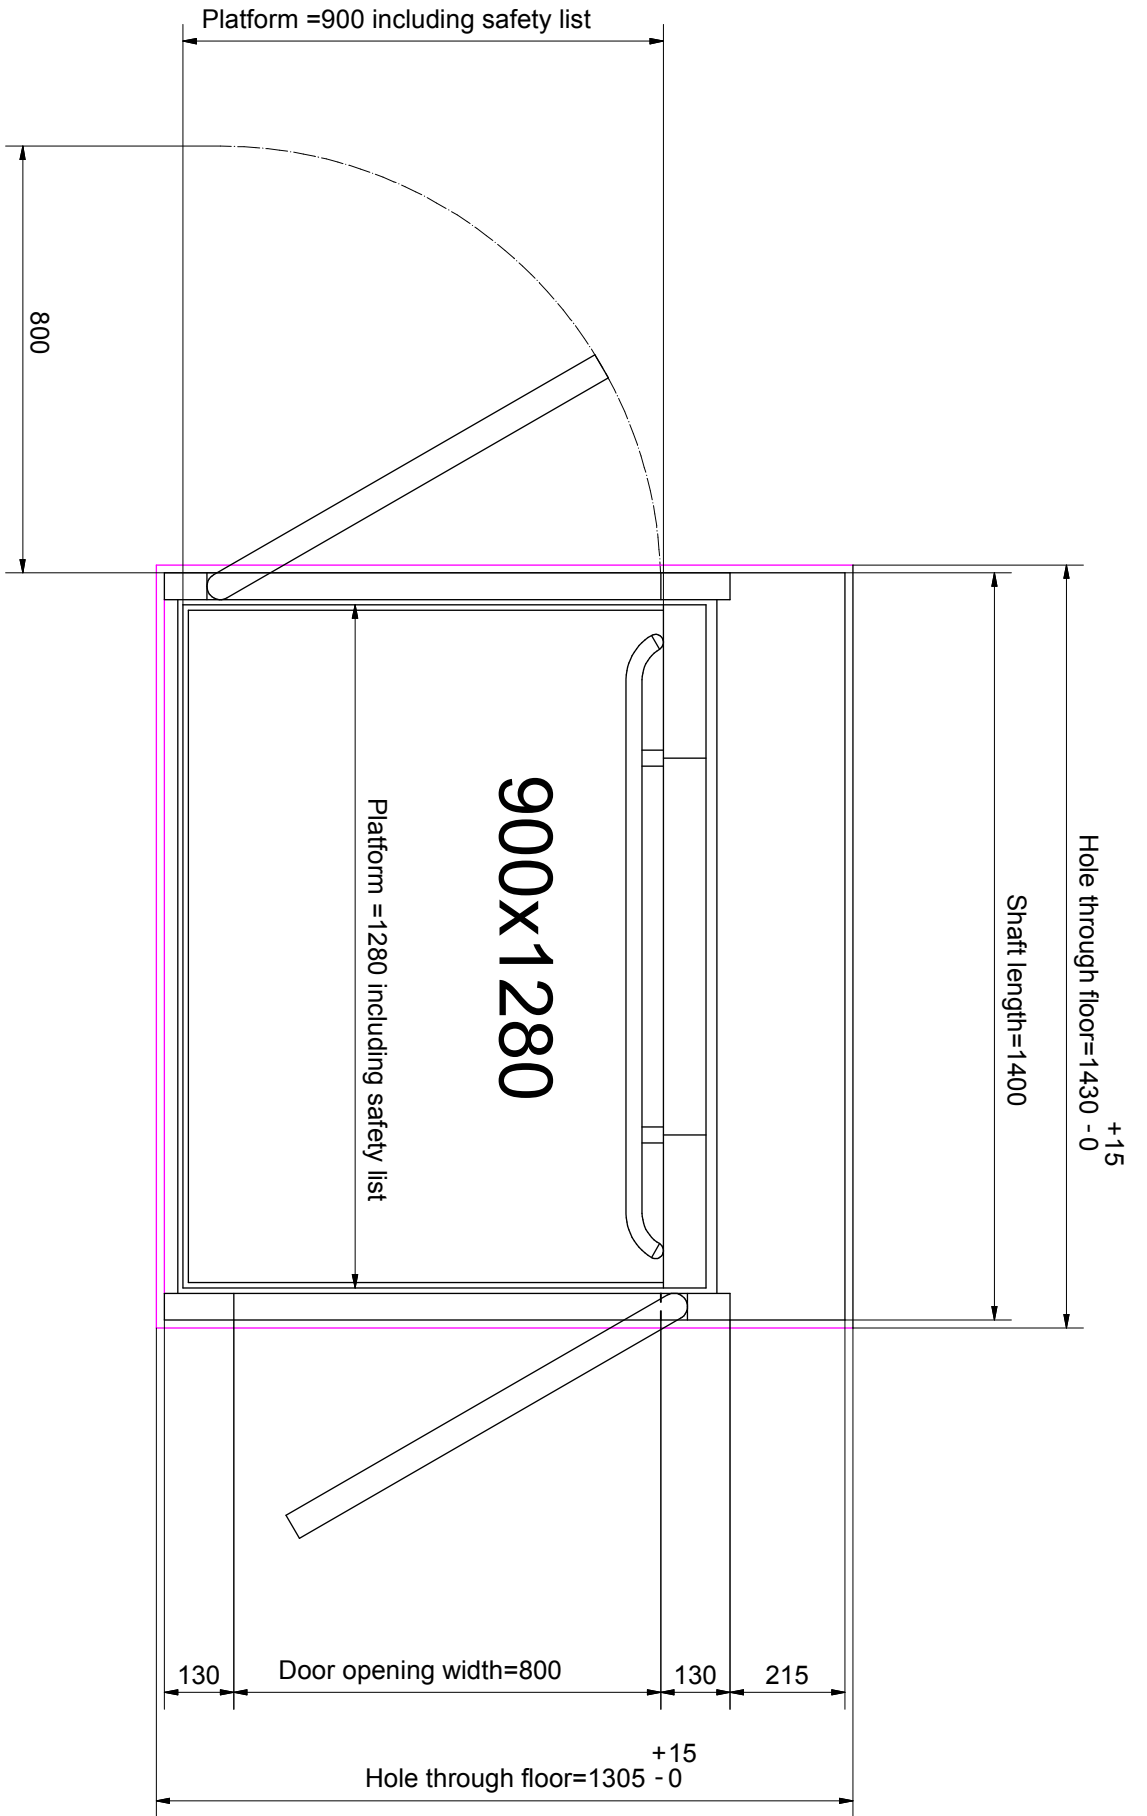 Platform =900 including safety list
800
Hole through floor=1430 +15 -0
Shaft length=1400
900x1280
Platform =1280 including safety list
130
Door opening width=800
130
215
Hole through floor=1305 +15 -0